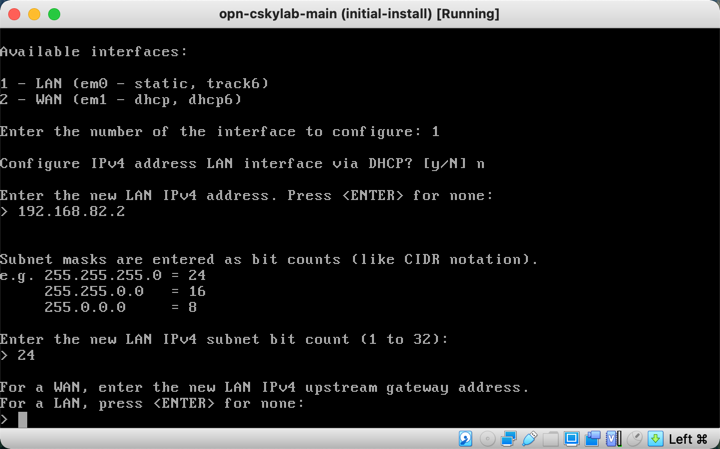 opn-cskylab-main (initial-install) [Running]
Available interfaces:
1 - LAN (em0 - static, track6)
2 - WAN (em1 - dhcp, dhcp6)
Enter the number of the interface to configure: 1
Configure IPv4 address LAN interface via DHCP? [y/N] n
Enter the new LAN IPv4 address. Press <ENTER> for none:
> 192.168.82.2
Subnet masks are entered as bit counts (like CIDR notation).
e.g. 255.255.255.0 = 24
     255.255.0.0   = 16
     255.0.0.0     = 8
Enter the new LAN IPv4 subnet bit count (1 to 32):
> 24
For a WAN, enter the new LAN IPv4 upstream gateway address.
For a LAN, press <ENTER> for none:
>
Left ⌘